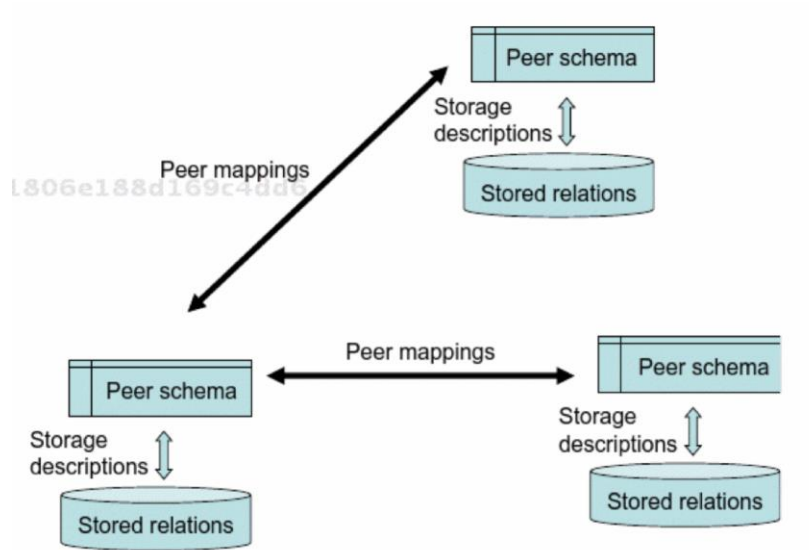 Peer schema
Storage
descriptions
Stored relations
Peer mappings
1806e188d169c4dd6
Peer mappings
Peer schema
Storage
descriptions
Stored relations
Peer schema
Storage
descriptions
Stored relations